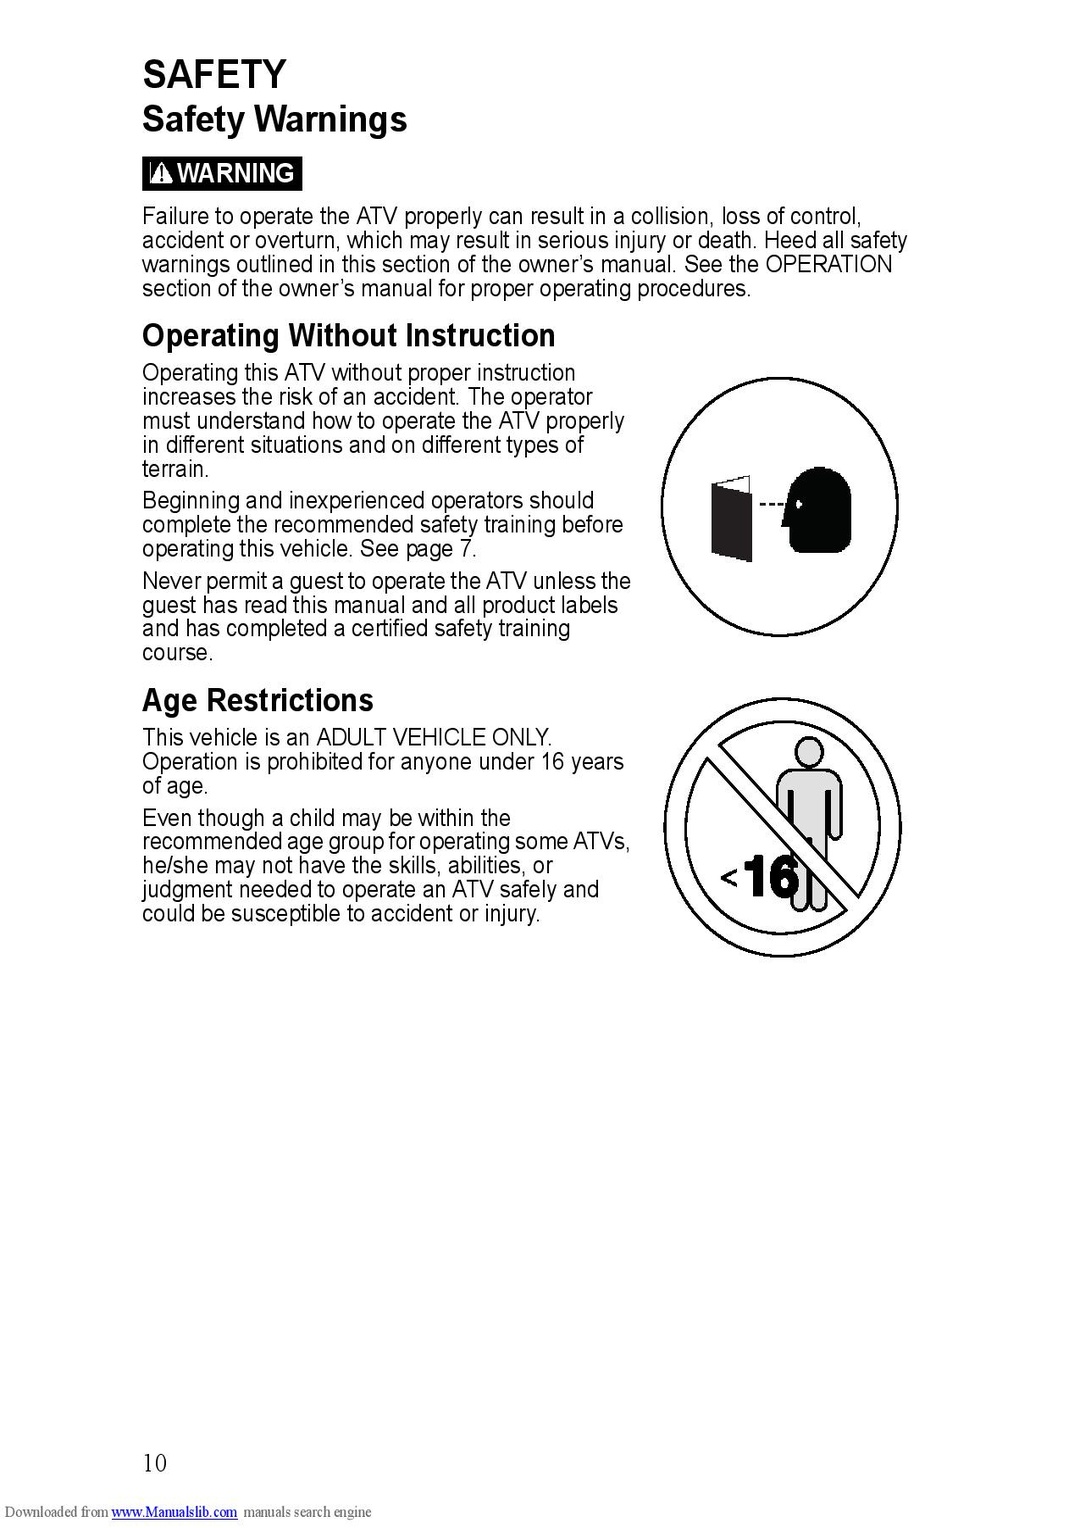 SAFETY
Safety Warnings
WARNING
Failure to operate the ATV properly can result in a collision, loss of control,
accident or overturn, which may result in serious injury or death. Heed all safety
warnings outlined in this section of the owner’s manual. See the OPERATION
section of the owner’s manual for proper operating procedures.
Operating Without Instruction
Operating this ATV without proper instruction
increases the risk of an accident. The operator
must understand how to operate the ATV properly
in different situations and on different types of
terrain.
Beginning and inexperienced operators should
complete the recommended safety training before
operating this vehicle. See page 7.
Never permit a guest to operate the ATV unless the
guest has read this manual and all product labels
and has completed a certified safety training
course.
Age Restrictions
This vehicle is an ADULT VEHICLE ONLY.
Operation is prohibited for anyone under 16 years
of age.
Even though a child may be within the
recommended age group for operating some ATVs,
he/she may not have the skills, abilities, or
judgment needed to operate an ATV safely and
could be susceptible to accident or injury.
<16
10
Downloaded from www.Manualslib.com manuals search engine